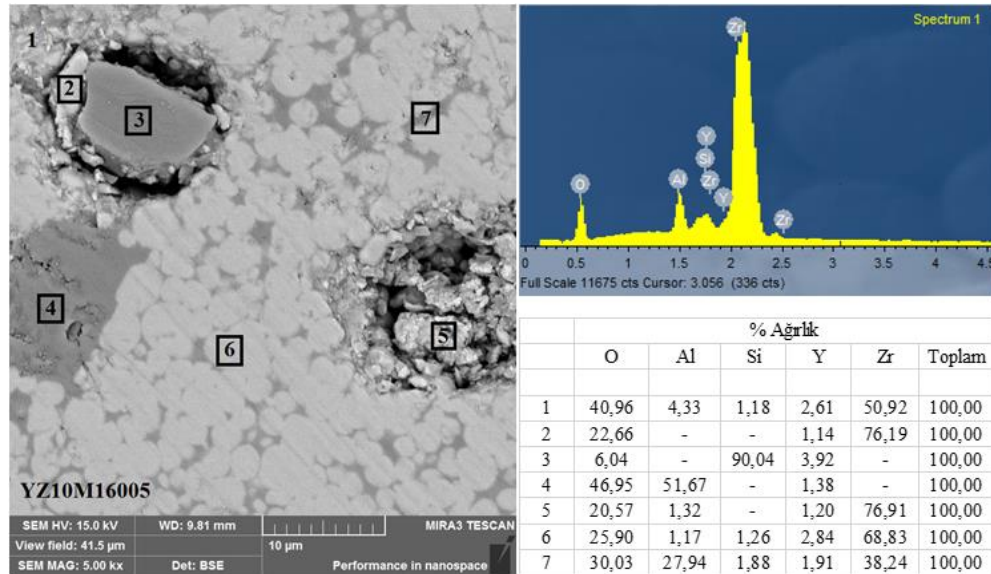 1
2
3
7
4
6
5
YZ10M16005
SEM HV: 15.0 kV WD: 9.81 mm MIRA3 TESCAN
View field: 41.5 µm 10 µm
SEM MAG: 5.00 kx Det: BSE Performance in nanospace
Spectrum 1
Zr
Y
Si
O Al Zr
Y
Zr
0 0.5 1 1.5 2 2.5 3 3.5 4 4.5
Full Scale 11675 cts Cursor: 3.056 (336 cts)
% Ağırlık
O Al Si Y Zr Toplam
1 40,96 4,33 1,18 2,61 50,92 100,00
2 22,66 - - 1,14 76,19 100,00
3 6,04 - 90,04 3,92 - 100,00
4 46,95 51,67 - 1,38 - 100,00
5 20,57 1,32 - 1,20 76,91 100,00
6 25,90 1,17 1,26 2,84 68,83 100,00
7 30,03 27,94 1,88 1,91 38,24 100,00